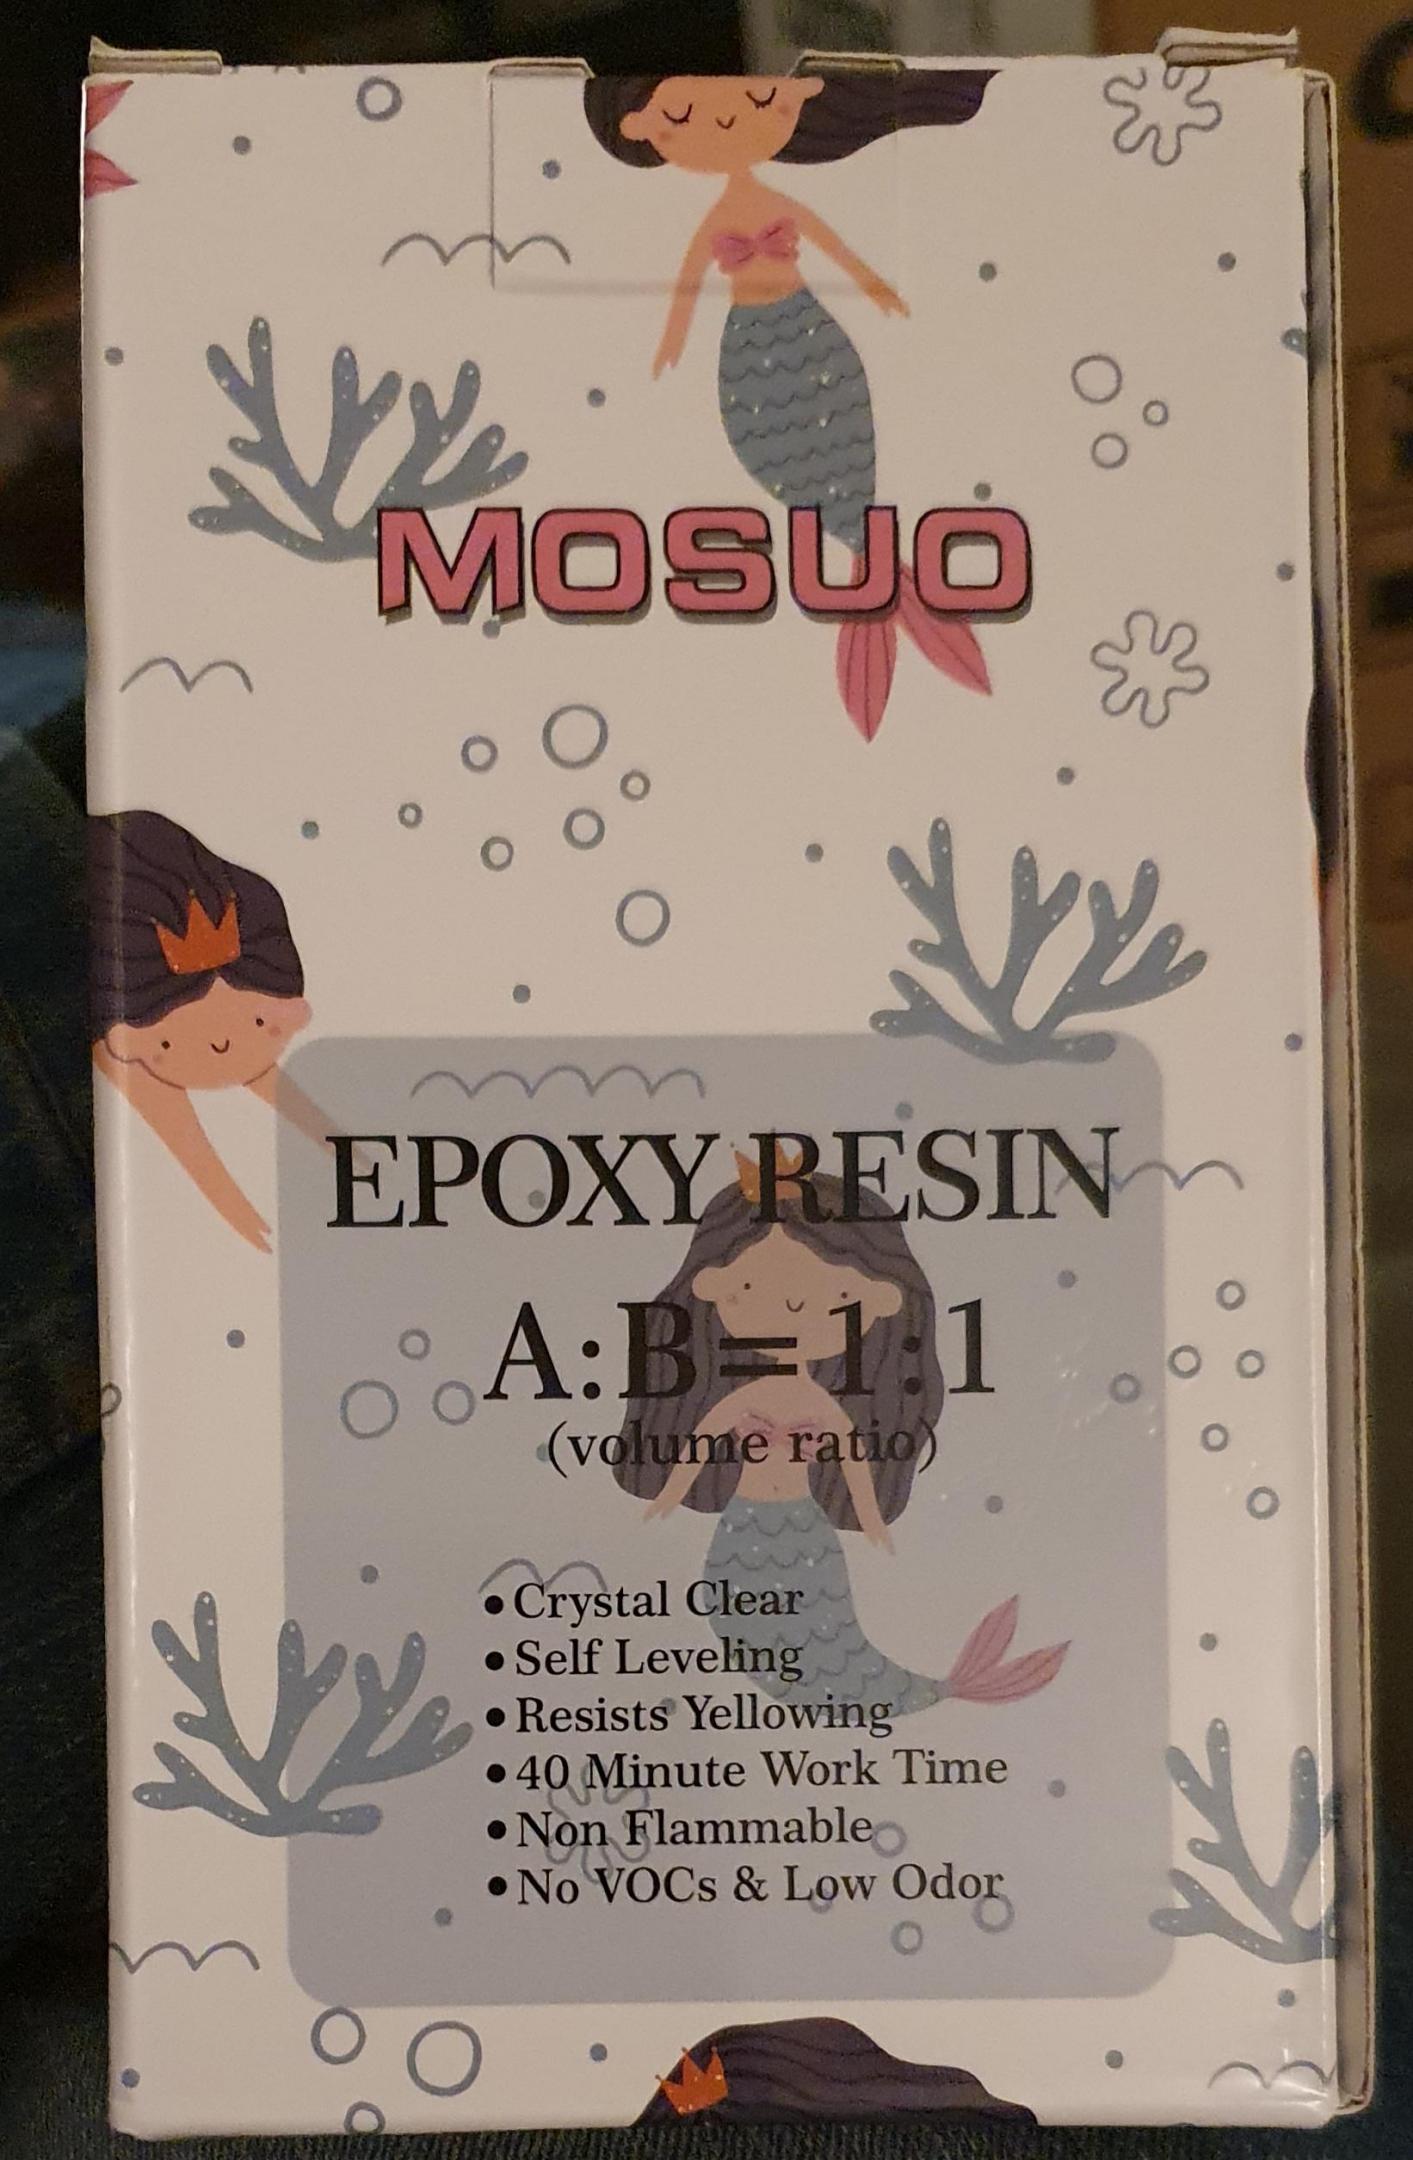 MOSUO
EPOXY RESIN
A:B=1:1
(volume ratio)
•Crystal Clear
•Self Leveling
•Resists Yellowing
•40 Minute Work Time
•Non Flammable
•No VOCs & Low Odor